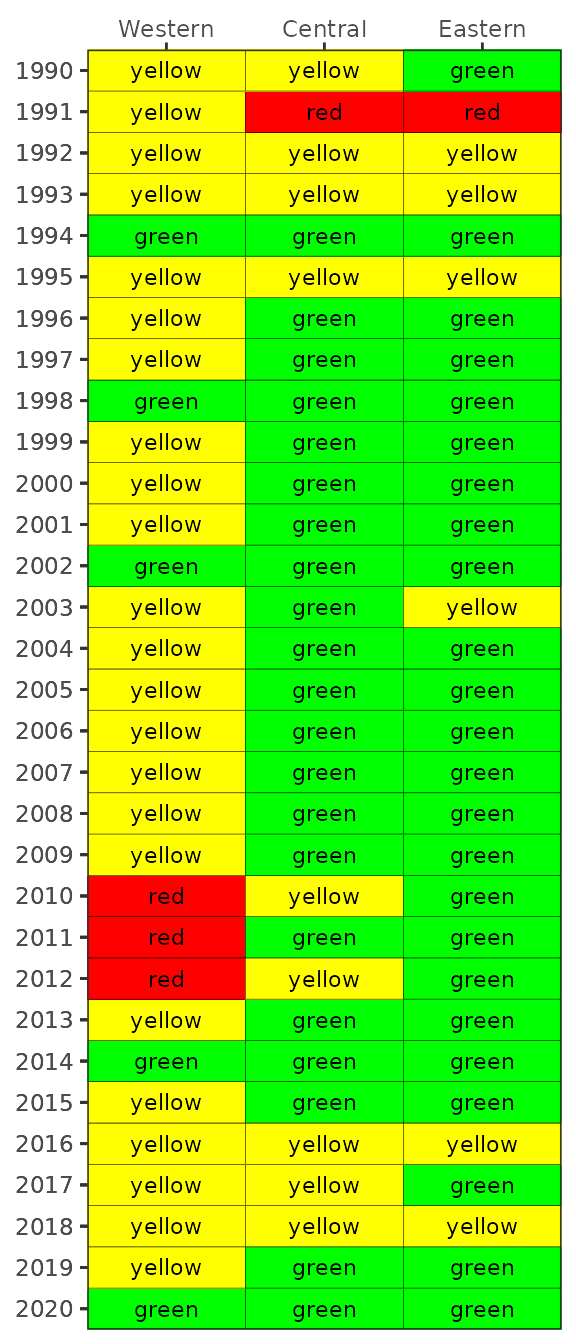 Western Central Eastern
1990 yellow yellow green
1991 yellow red red
1992 yellow yellow yellow
1993 yellow yellow yellow
1994 green green green
1995 yellow yellow yellow
1996 yellow green green
1997 yellow green green
1998 green green green
1999 yellow green green
2000 yellow green green
2001 yellow green green
2002 green green green
2003 yellow green yellow
2004 yellow green green
2005 yellow green green
2006 yellow green green
2007 yellow green green
2008 yellow green green
2009 yellow green green
2010 red yellow green
2011 red green green
2012 red yellow green
2013 yellow green green
2014 green green green
2015 yellow green green
2016 yellow yellow yellow
2017 yellow yellow green
2018 yellow yellow yellow
2019 yellow green green
2020 green green green